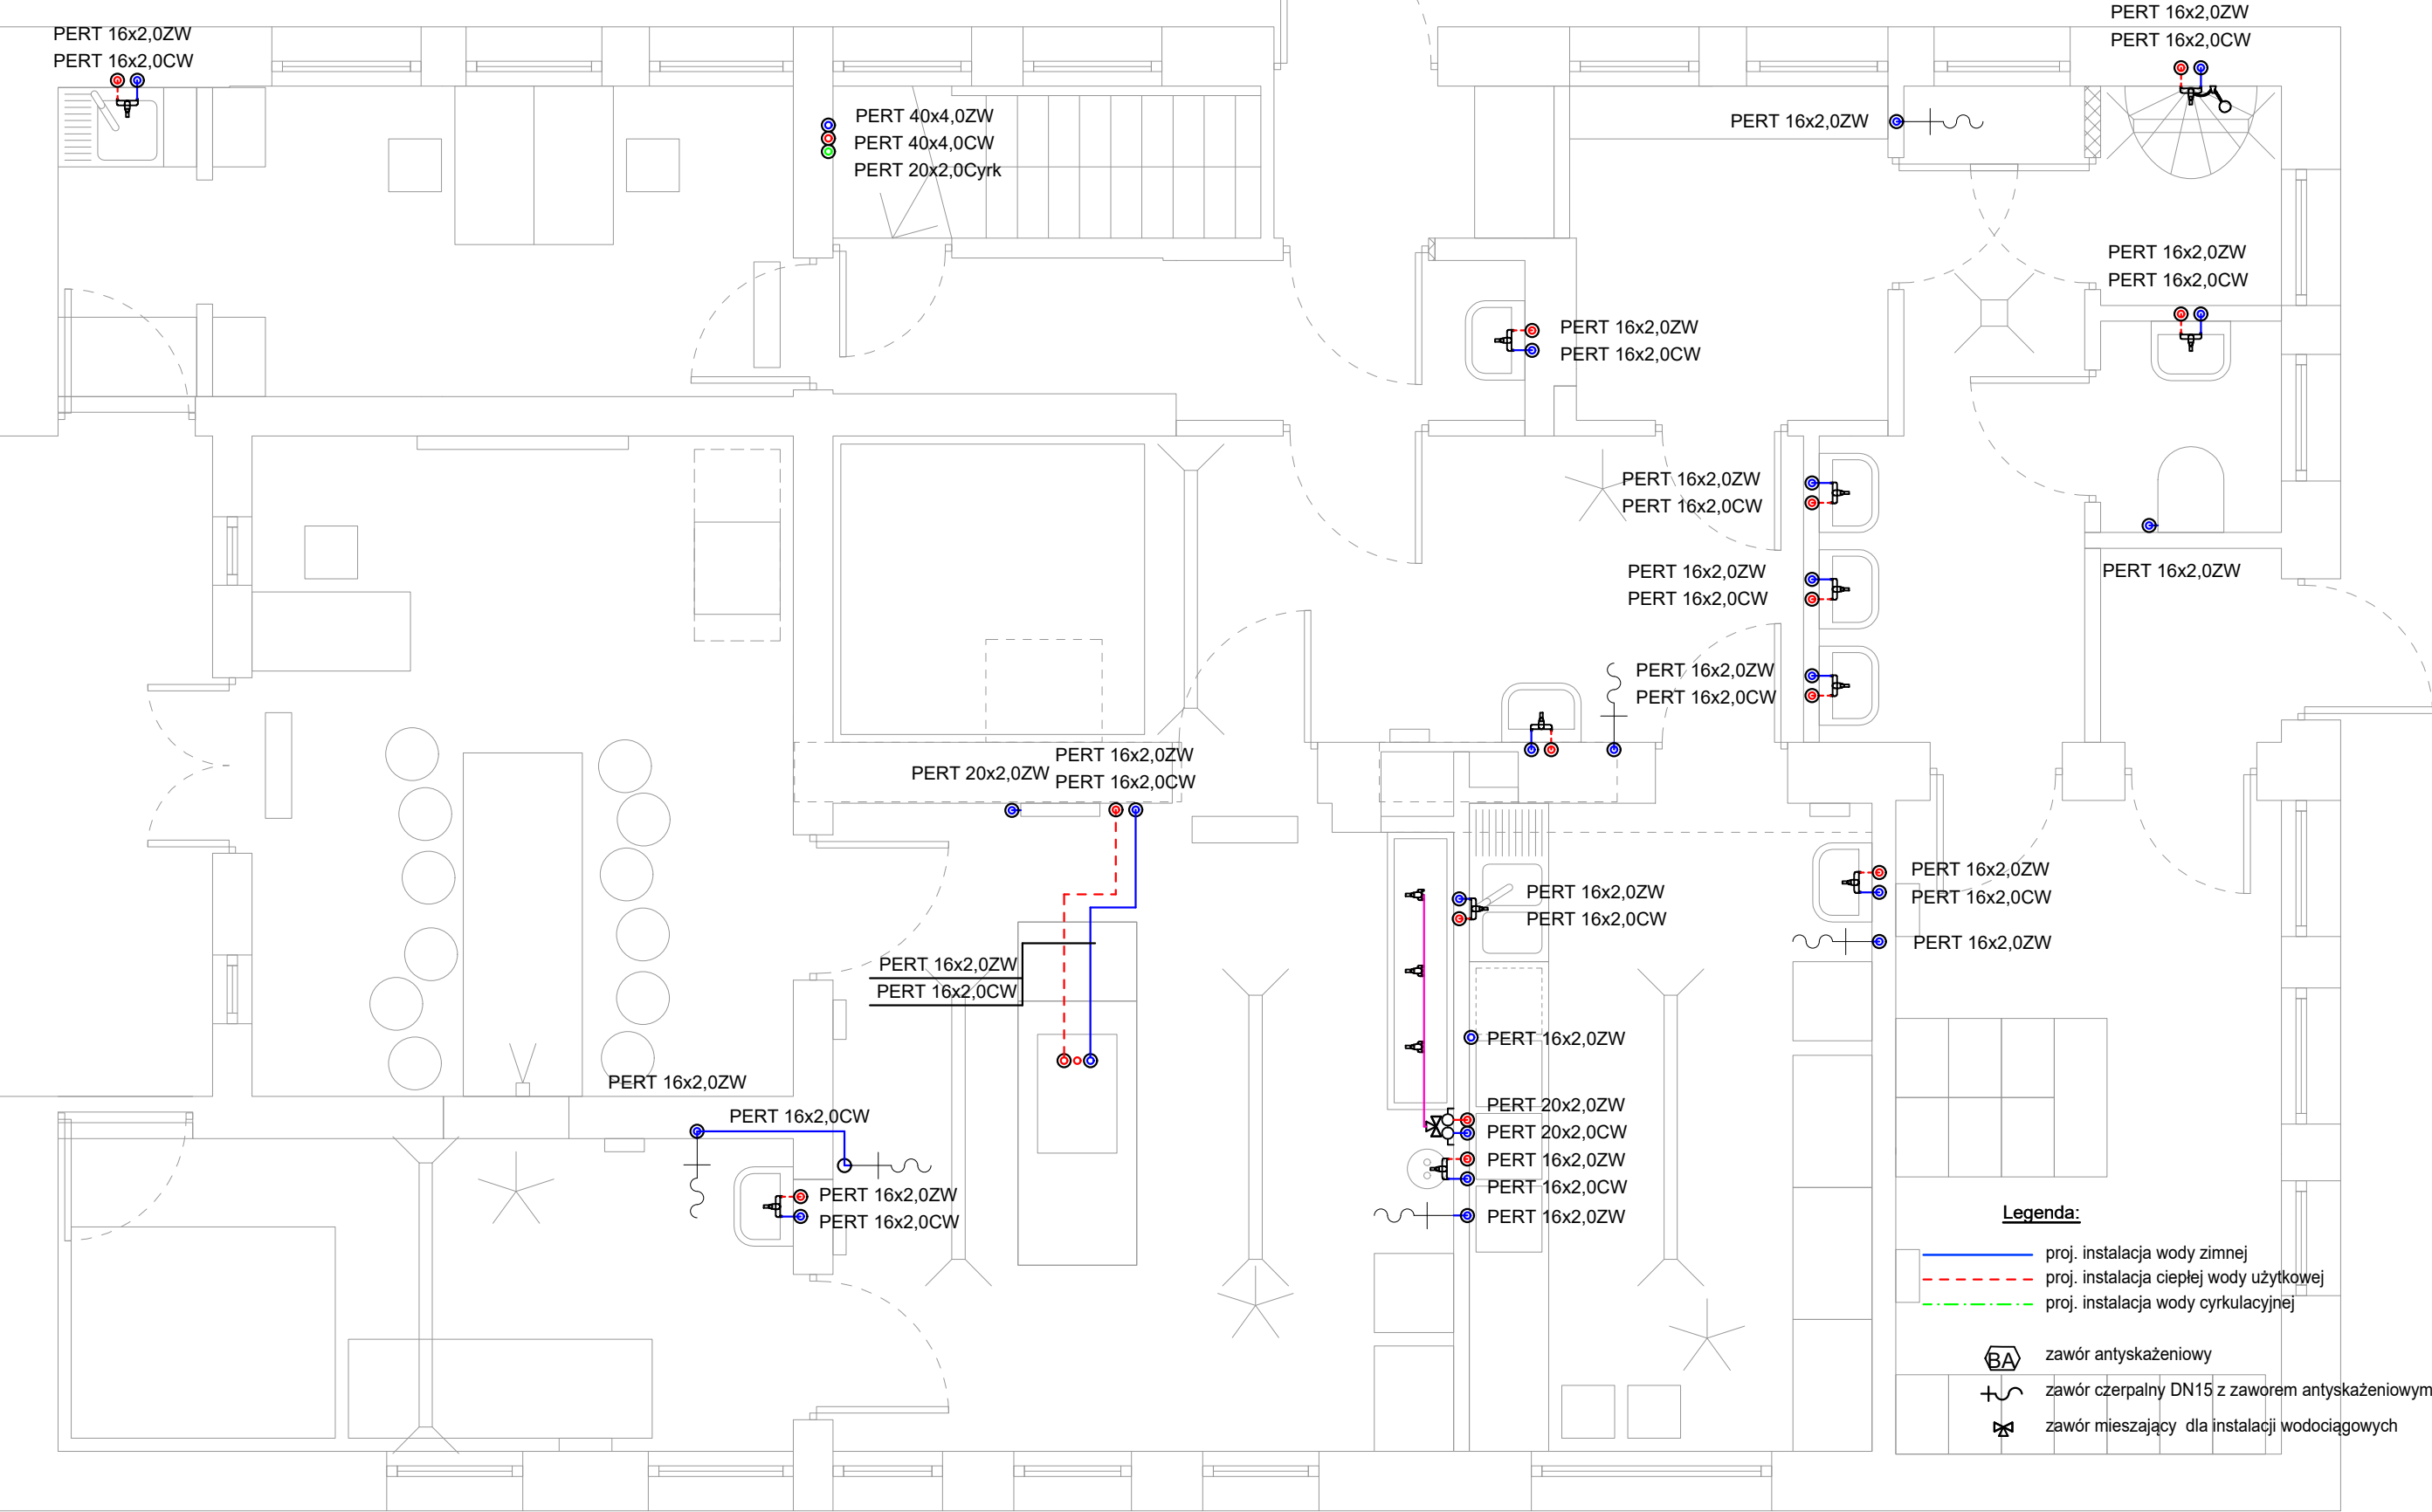 PERT 16x2,0ZW
PERT 16x2,0CW
PERT 16x2,0ZW
PERT 16x2,0CW
PERT 40x4,0ZW
PERT 40x4,0CW
PERT 20x2,0Cyrk
PERT 16x2,0ZW
PERT 16x2,0ZW
PERT 16x2,0CW
PERT 16x2,0ZW
PERT 16x2,0CW
PERT 16x2,0ZW
PERT 16x2,0CW
PERT 16x2,0ZW
PERT 16x2,0CW
PERT 16x2,0ZW
PERT 16x2,0ZW
PERT 16x2,0CW
PERT 20x2,0ZW
PERT 16x2,0ZW
PERT 16x2,0CW
PERT 16x2,0ZW
PERT 16x2,0CW
PERT 16x2,0ZW
PERT 16x2,0CW
PERT 16x2,0ZW
PERT 16x2,0ZW
PERT 16x2,0CW
PERT 16x2,0ZW
PERT 16x2,0ZW
PERT 16x2,0CW
PERT 20x2,0ZW
PERT 20x2,0CW
PERT 16x2,0ZW
PERT 16x2,0CW
PERT 16x2,0ZW
PERT 16x2,0ZW
PERT 16x2,0CW
Legenda:
proj. instalacja wody zimnej
proj. instalacja ciepłej wody użytkowej
proj. instalacja wody cyrkulacyjnej
BA zawór antyskażeniowy
zawór czerpalny DN15 z zaworem antyskażeniowym
zawór mieszający dla instalacji wodociągowych